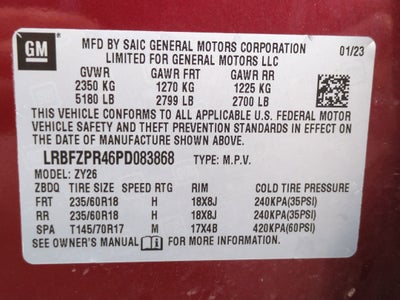 GM
MFD BY SAIC GENERAL MOTORS CORPORATION
LIMITED FOR GENERAL MOTORS LLC
01/23
GVWR GAWR FRT GAWR RR
2350 KG 1270 KG 1225 KG
5180 LB 2799 LB 2700 LB
THIS VEHICLE CONFORMS TO ALL APPLICABLE U.S. FEDERAL MOTOR
VEHICLE SAFETY AND THEFT PREVENTION STANDARDS IN EFFECT ON
THE DATE OF MANUFACTURE SHOWN ABOVE.
LRBFZPR46PD083868 TYPE: M.P.V.
MODEL: ZY26
ZBDQ TIRE SIZE SPEED RTG RIM COLD TIRE PRESSURE
FRT 235/60R18 H 18X8J 240KPA(35PSI)
RR 235/60R18 H 18X8J 240KPA(35PSI)
SPA T145/70R17 M 17X4B 420KPA(60PSI)
SEE OWNER'S MANUAL FOR MORE INFORMATION